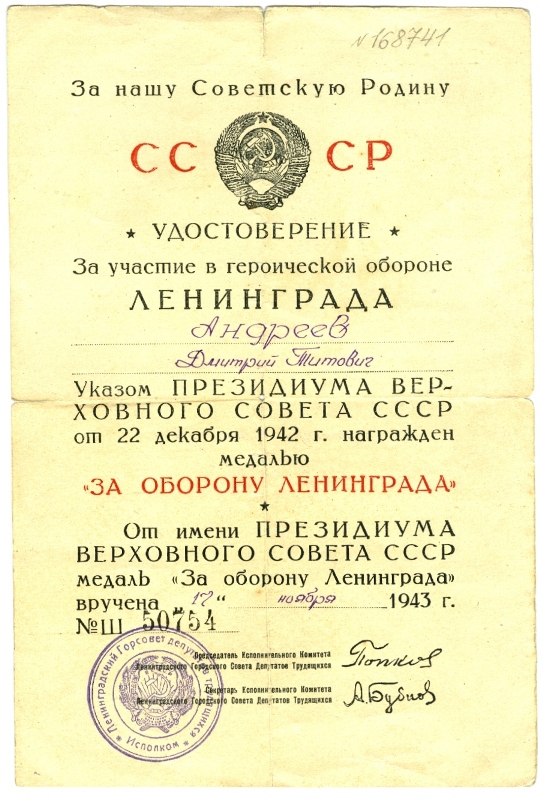 N 168741
За нашу Советскую Родину
СССР
★ УДОСТОВЕРЕНИЕ ★
За участие в героической обороне
ЛЕНИНГРАДА
Андреев
Дмитрий Титович
Указом ПРЕЗИДИУМА ВЕР-
ХОВНОГО СОВЕТА СССР
от 22 декабря 1942 г. награжден
медалью
«ЗА ОБОРОНУ ЛЕНИНГРАДА»
★
От имени ПРЕЗИДИУМА
ВЕРХОВНОГО СОВЕТА СССР
медаль «За оборону Ленинграда»
вручена 17" ноября 1943 г.
№Ш 50754
Председатель Исполнительного Комитета
Ленинградского Городского Совета Депутатов Трудящихся
Попков
Секретарь Исполнительного Комитета
Ленинградского Городского Совета Депутатов Трудящихся
А.Бубнов
Ленинградский Горсовет депутатов трудящихся
★ Исполком ★